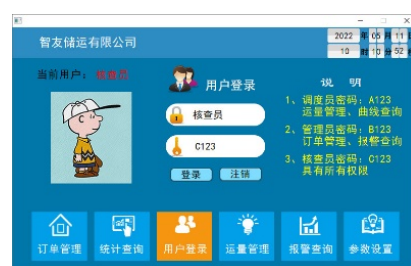 智友储运有限公司
2022 年 05 月 11
10 时 10 分 52
当前用户: 核查员
用户登录
核查员
C123
登录 注销
说 明
1、调度员密码: A123
运量管理、曲线查询
2、管理员密码: B123
订单管理、报警查询
3、核查员密码: C123
具有所有权限
订单管理 统计查询 用户登录 运量管理 报警查询 参数设置